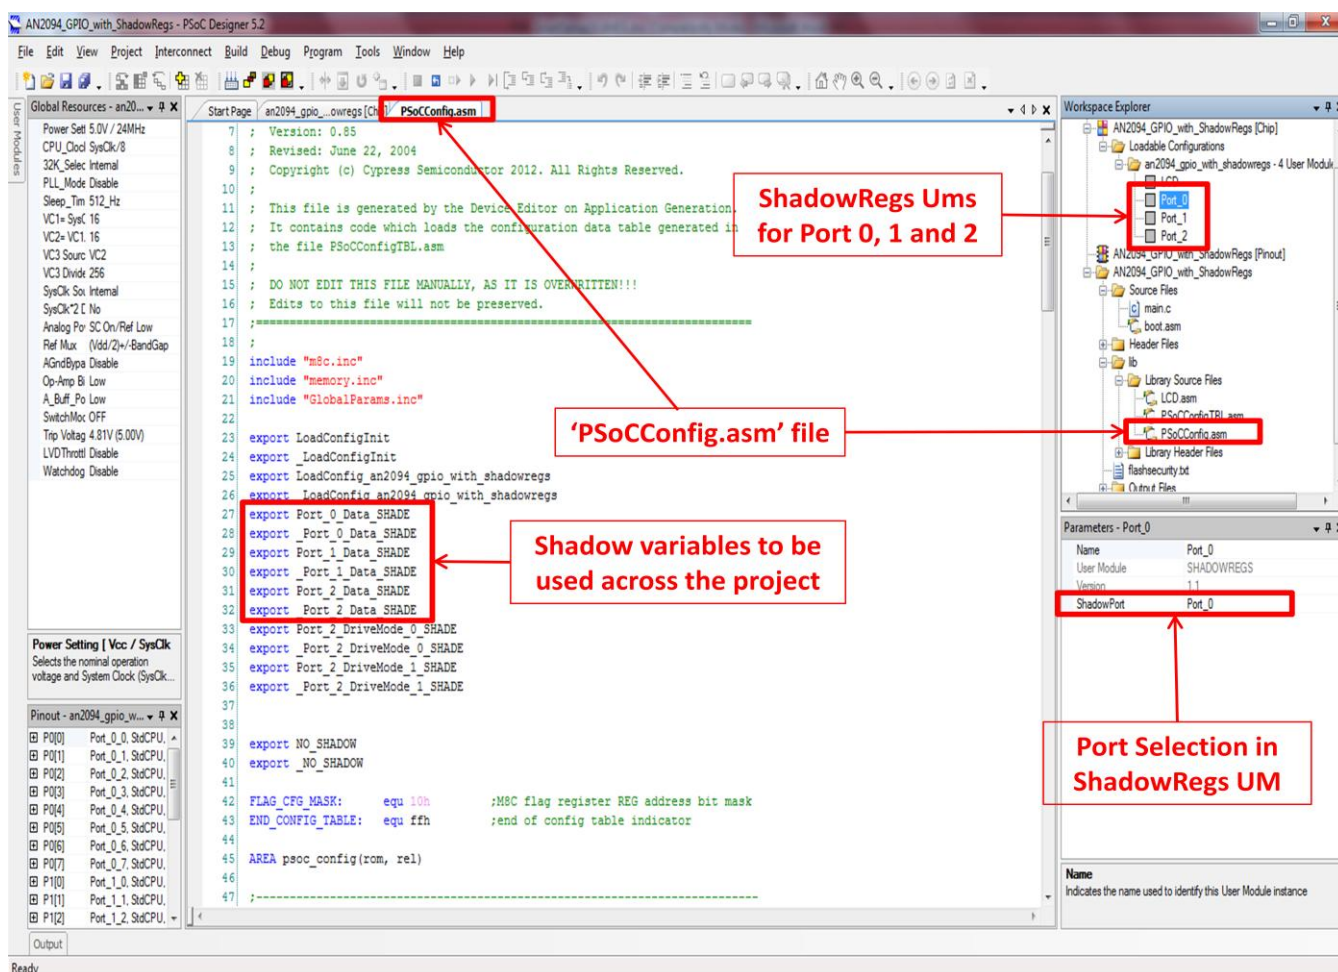 AN2094_GPIO_with_ShadowRegs - PSoC Designer 5.2
File Edit View Project Interconnect Build Debug Program Tools Window Help
User Modules
Global Resources - an20...
Power Sett 5.0V / 24MHz
CPU_Clocl SysClk/8
32K_Selec Internal
PLL_Mode Disable
Sleep_Tim 512_Hz
VC1= SysC 16
VC2= VC1. 16
VC3 Sourc VC2
VC3 Divide 256
SysClk Sou Internal
SysClk*2 D No
Analog Po SC On/Ref Low
Ref Mux (Vdd/2)+/-BandGap
AGndBypa Disable
Op-Amp Bi Low
A_Buff_Po Low
SwitchMoc OFF
Trip Voltag 4.81V (5.00V)
LVDThrottl Disable
Watchdog Disable
Power Setting [ Vcc / SysClk
Selects the nominal operation
voltage and System Clock (SysClk...
Pinout - an2094_gpio_w...
P0[0] Port_0_0, StdCPU,
P0[1] Port_0_1, StdCPU,
P0[2] Port_0_2, StdCPU,
P0[3] Port_0_3, StdCPU,
P0[4] Port_0_4, StdCPU,
P0[5] Port_0_5, StdCPU,
P0[6] Port_0_6, StdCPU,
P0[7] Port_0_7, StdCPU,
P1[0] Port_1_0, StdCPU,
P1[1] Port_1_1, StdCPU,
P1[2] Port_1_2, StdCPU,
Output
Ready
Start Page an2094_gpio_...owregs [Ch PSoCConfig.asm
7 ; Version: 0.85
8 ; Revised: June 22, 2004
9 ; Copyright (c) Cypress Semiconductor 2012. All Rights Reserved.
10 ;
11 ; This file is generated by the Device Editor on Application Generation.
12 ; It contains code which loads the configuration data table generated in
13 ; the file PSoCConfigTBL.asm
14 ;
15 ; DO NOT EDIT THIS FILE MANUALLY, AS IT IS OVERWRITTEN!!!
16 ; Edits to this file will not be preserved.
17 ;==========================================================================
18 ;
19 include "m8c.inc"
20 include "memory.inc"
21 include "GlobalParams.inc"
22
23 export LoadConfigInit
24 export _LoadConfigInit
25 export LoadConfig_an2094_gpio_with_shadowregs
26 export _LoadConfig_an2094_gpio_with_shadowregs
27 export Port_0_Data_SHADE
28 export _Port_0_Data_SHADE
29 export Port_1_Data_SHADE
30 export _Port_1_Data_SHADE
31 export Port_2_Data_SHADE
32 export _Port_2_Data_SHADE
33 export Port_2_DriveMode_0_SHADE
34 export _Port_2_DriveMode_0_SHADE
35 export Port_2_DriveMode_1_SHADE
36 export _Port_2_DriveMode_1_SHADE
37
38
39 export NO_SHADOW
40 export _NO_SHADOW
41
42 FLAG_CFG_MASK: equ 10h ;M8C flag register REG address bit mask
43 END_CONFIG_TABLE: equ ffh ;end of config table indicator
44
45 AREA psoc_config(rom, rel)
46
47 ;---------------------------------------------------------------------------
ShadowRegs Ums
for Port 0, 1 and 2
‘PSoCConfig.asm’ file
Shadow variables to be
used across the project
Port Selection in
ShadowRegs UM
Workspace Explorer
AN2094_GPIO_with_ShadowRegs [Chip]
Loadable Configurations
an2094_gpio_with_shadowregs - 4 User Modul
LCD
Port_0
Port_1
Port_2
AN2094_GPIO_with_ShadowRegs [Pinout]
AN2094_GPIO_with_ShadowRegs
Source Files
main.c
boot.asm
Header Files
lib
Library Source Files
LCD.asm
PSoCConfigTBL.asm
PSoCConfig.asm
Library Header Files
flashsecurity.txt
Output Files
Parameters - Port_0
Name Port_0
User Module SHADOWREGS
Version 1.1
ShadowPort Port_0
Name
Indicates the name used to identify this User Module instance